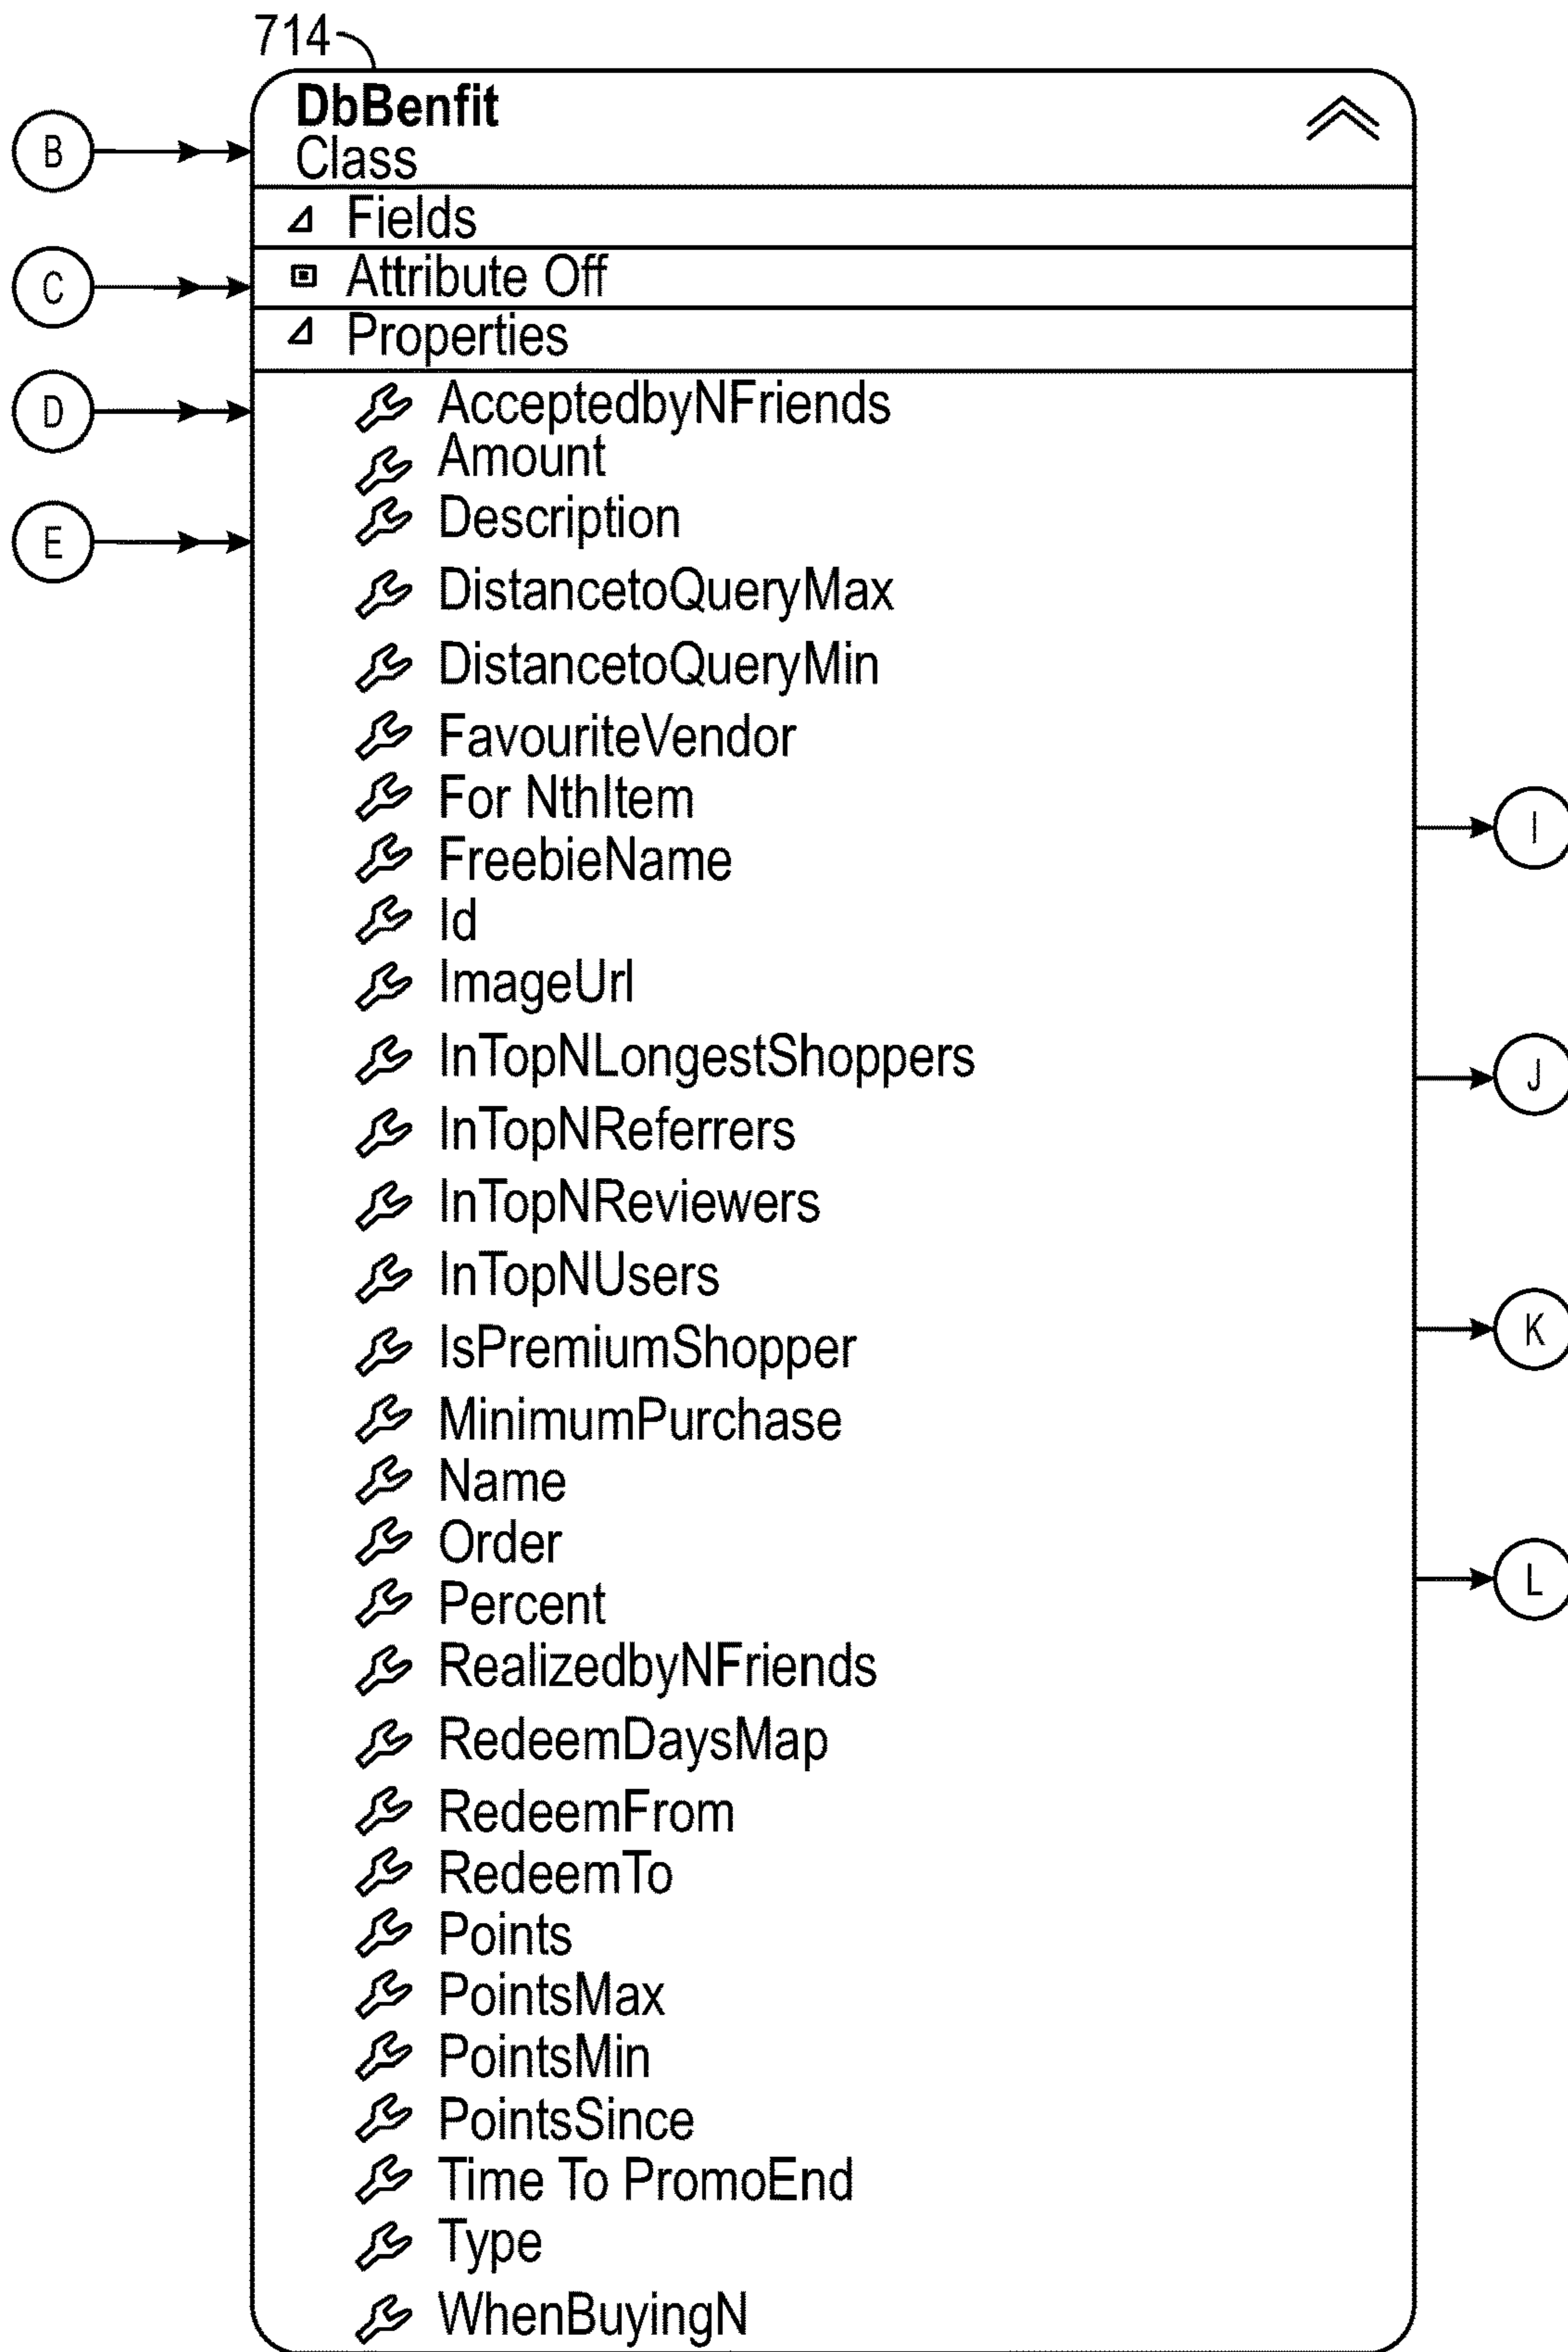 714
DbBenfit
B
Class
Fields
C
Attribute Off
Properties
D
AcceptedbyNFriends
Amount
Description
E
DistancetoQueryMax
DistancetoQueryMin
FavouriteVendor
For NthItem
I
FreebieName
Id
ImageUrl
InTopNLongestShoppers
J
InTopNReferrers
InTopNReviewers
InTopNUsers
K
IsPremiumShopper
MinimumPurchase
Name
Order
L
Percent
RealizedbyNFriends
RedeemDaysMap
RedeemFrom
RedeemTo
Points
PointsMax
PointsMin
PointsSince
Time To PromoEnd
Type
WhenBuyingN